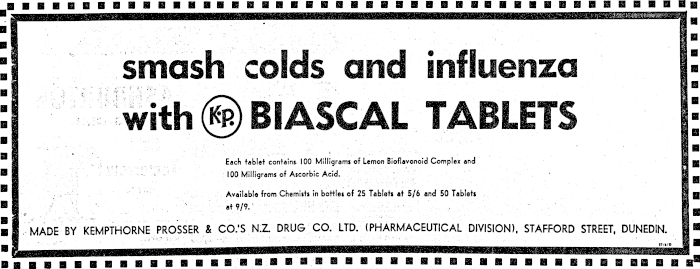 smash colds and influenza
with K.P. BIASCAL TABLETS
Each tablet contains 100 Milligrams of Lemon Bioflavonoid Complex and
100 Milligrams of Ascorbic Acid.
Available from Chemists in bottles of 25 Tablets at 5/6 and 50 Tablets
at 9/9.
MADE BY KEMPTHORNE PROSSER & CO.'S N.Z. DRUG CO. LTD. (PHARMACEUTICAL DIVISION), STAFFORD STREET, DUNEDIN.